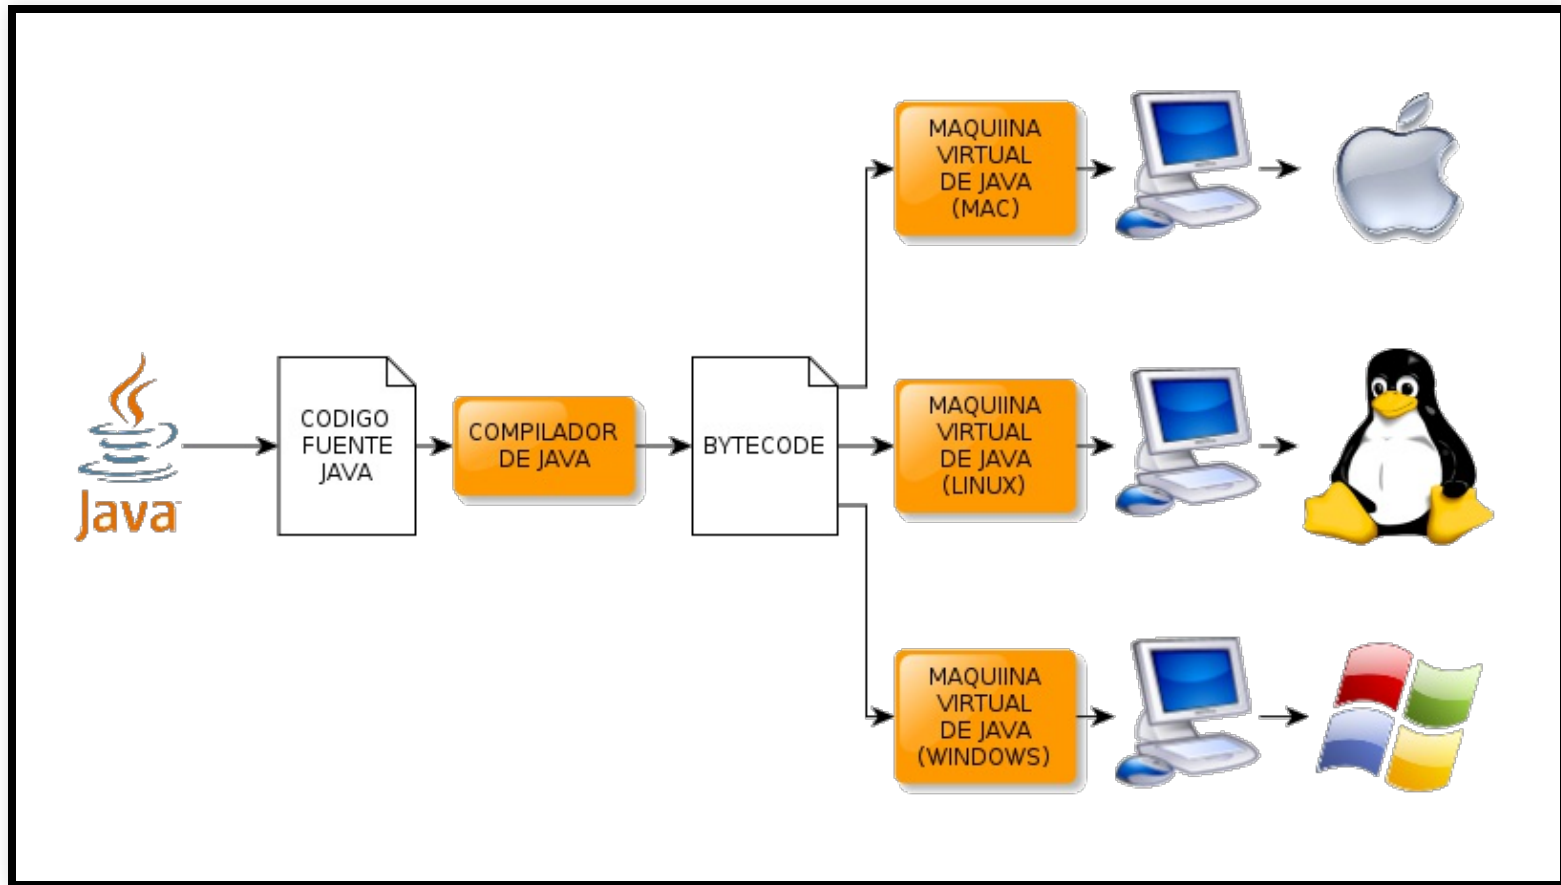 Java
CODIGO
FUENTE
JAVA
COMPILADOR
DE JAVA
BYTECODE
MAQUIINA
VIRTUAL
DE JAVA
(MAC)
MAQUIINA
VIRTUAL
DE JAVA
(LINUX)
MAQUIINA
VIRTUAL
DE JAVA
(WINDOWS)